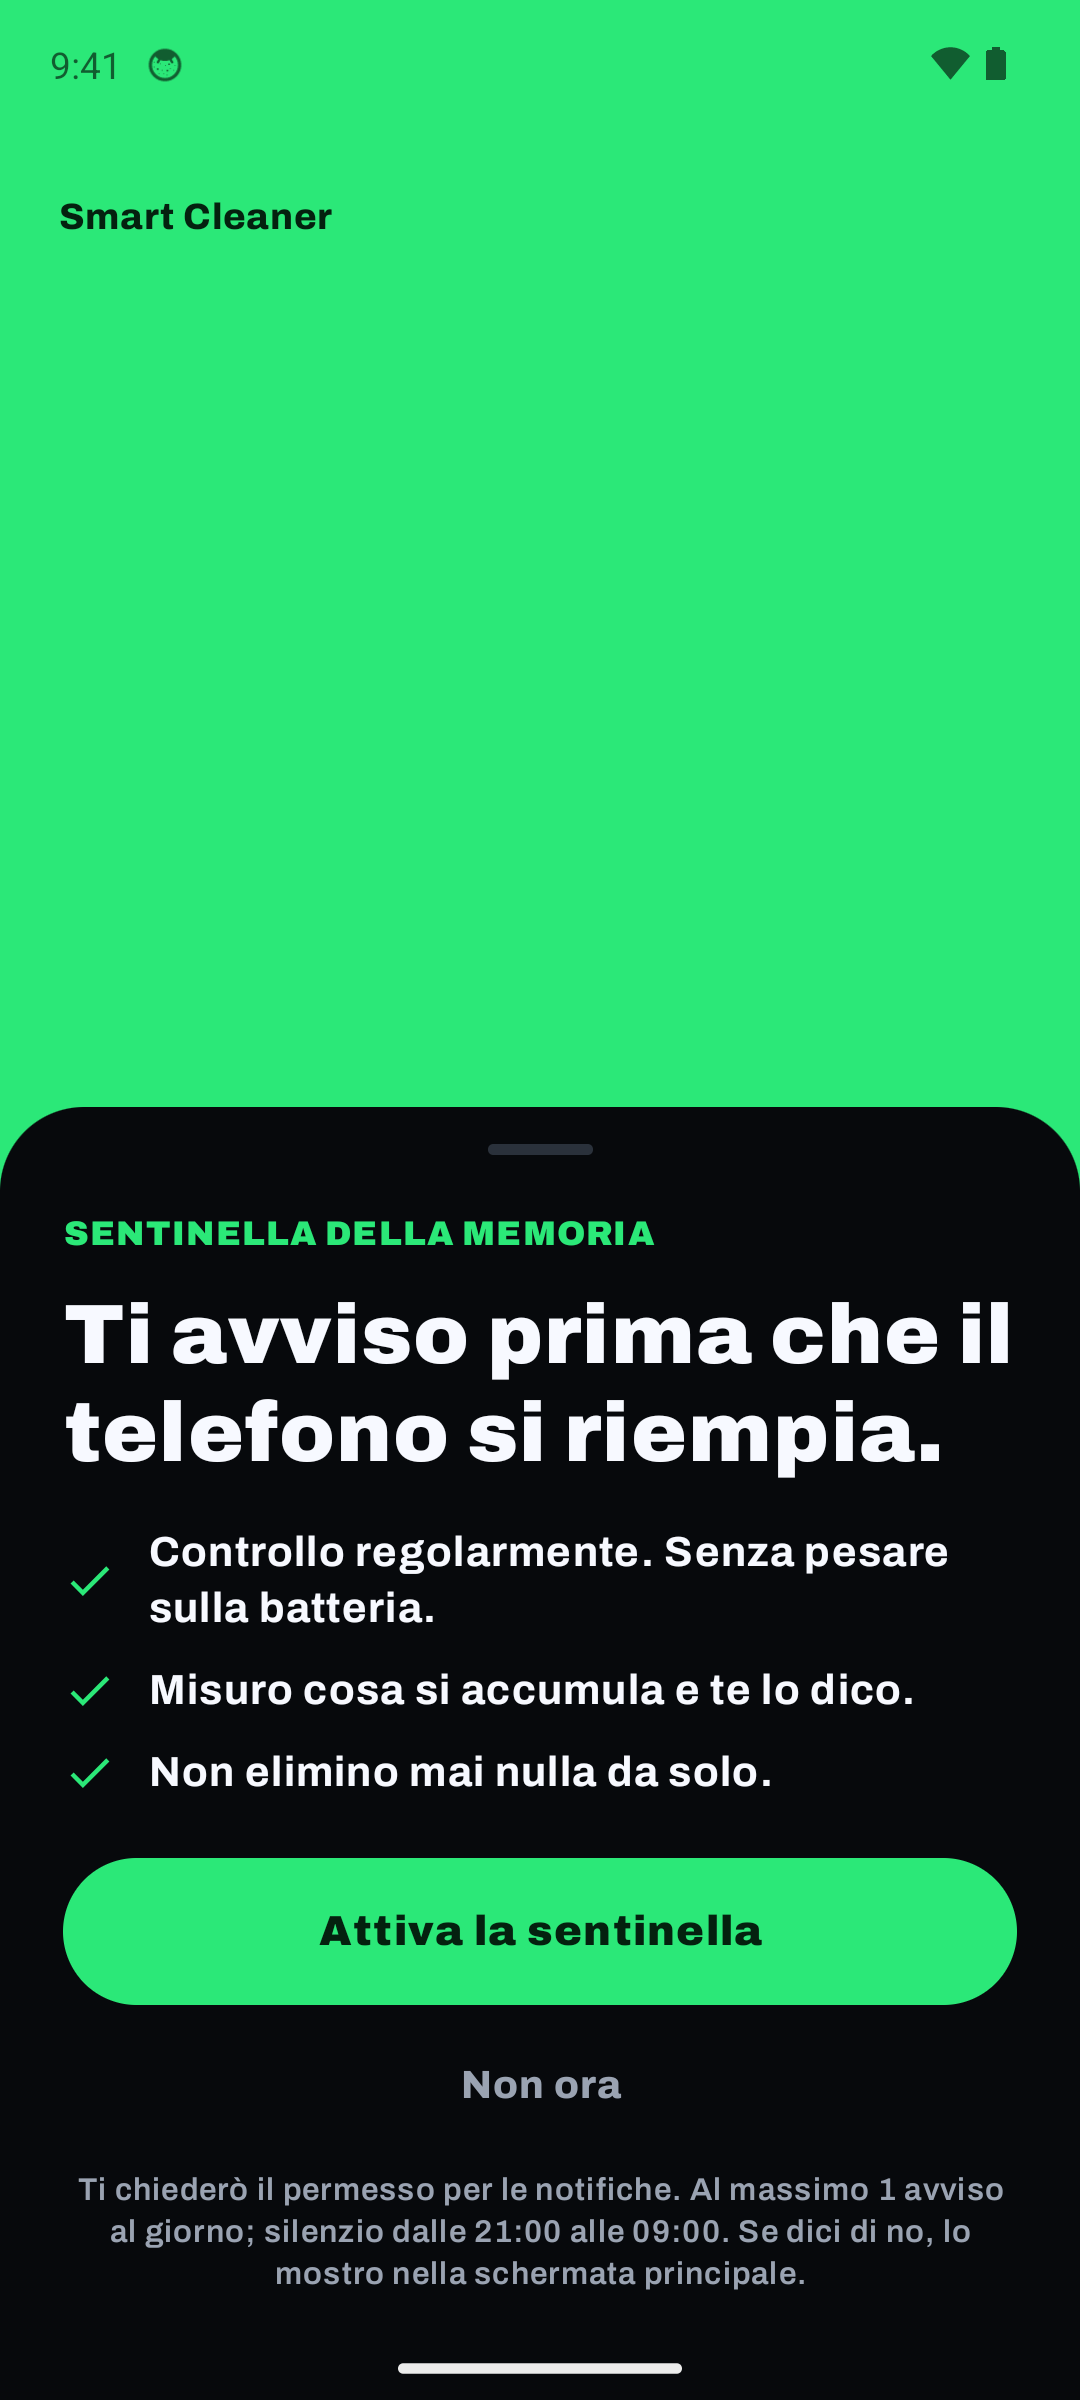 9:41
Smart Cleaner
SENTINELLA DELLA MEMORIA
Ti avviso prima che il
telefono si riempia.
Controllo regolarmente. Senza pesare
sulla batteria.
Misuro cosa si accumula e te lo dico.
Non elimino mai nulla da solo.
Attiva la sentinella
Non ora
Ti chiederò il permesso per le notifiche. Al massimo 1 avviso
al giorno; silenzio dalle 21:00 alle 09:00. Se dici di no, lo
mostro nella schermata principale.